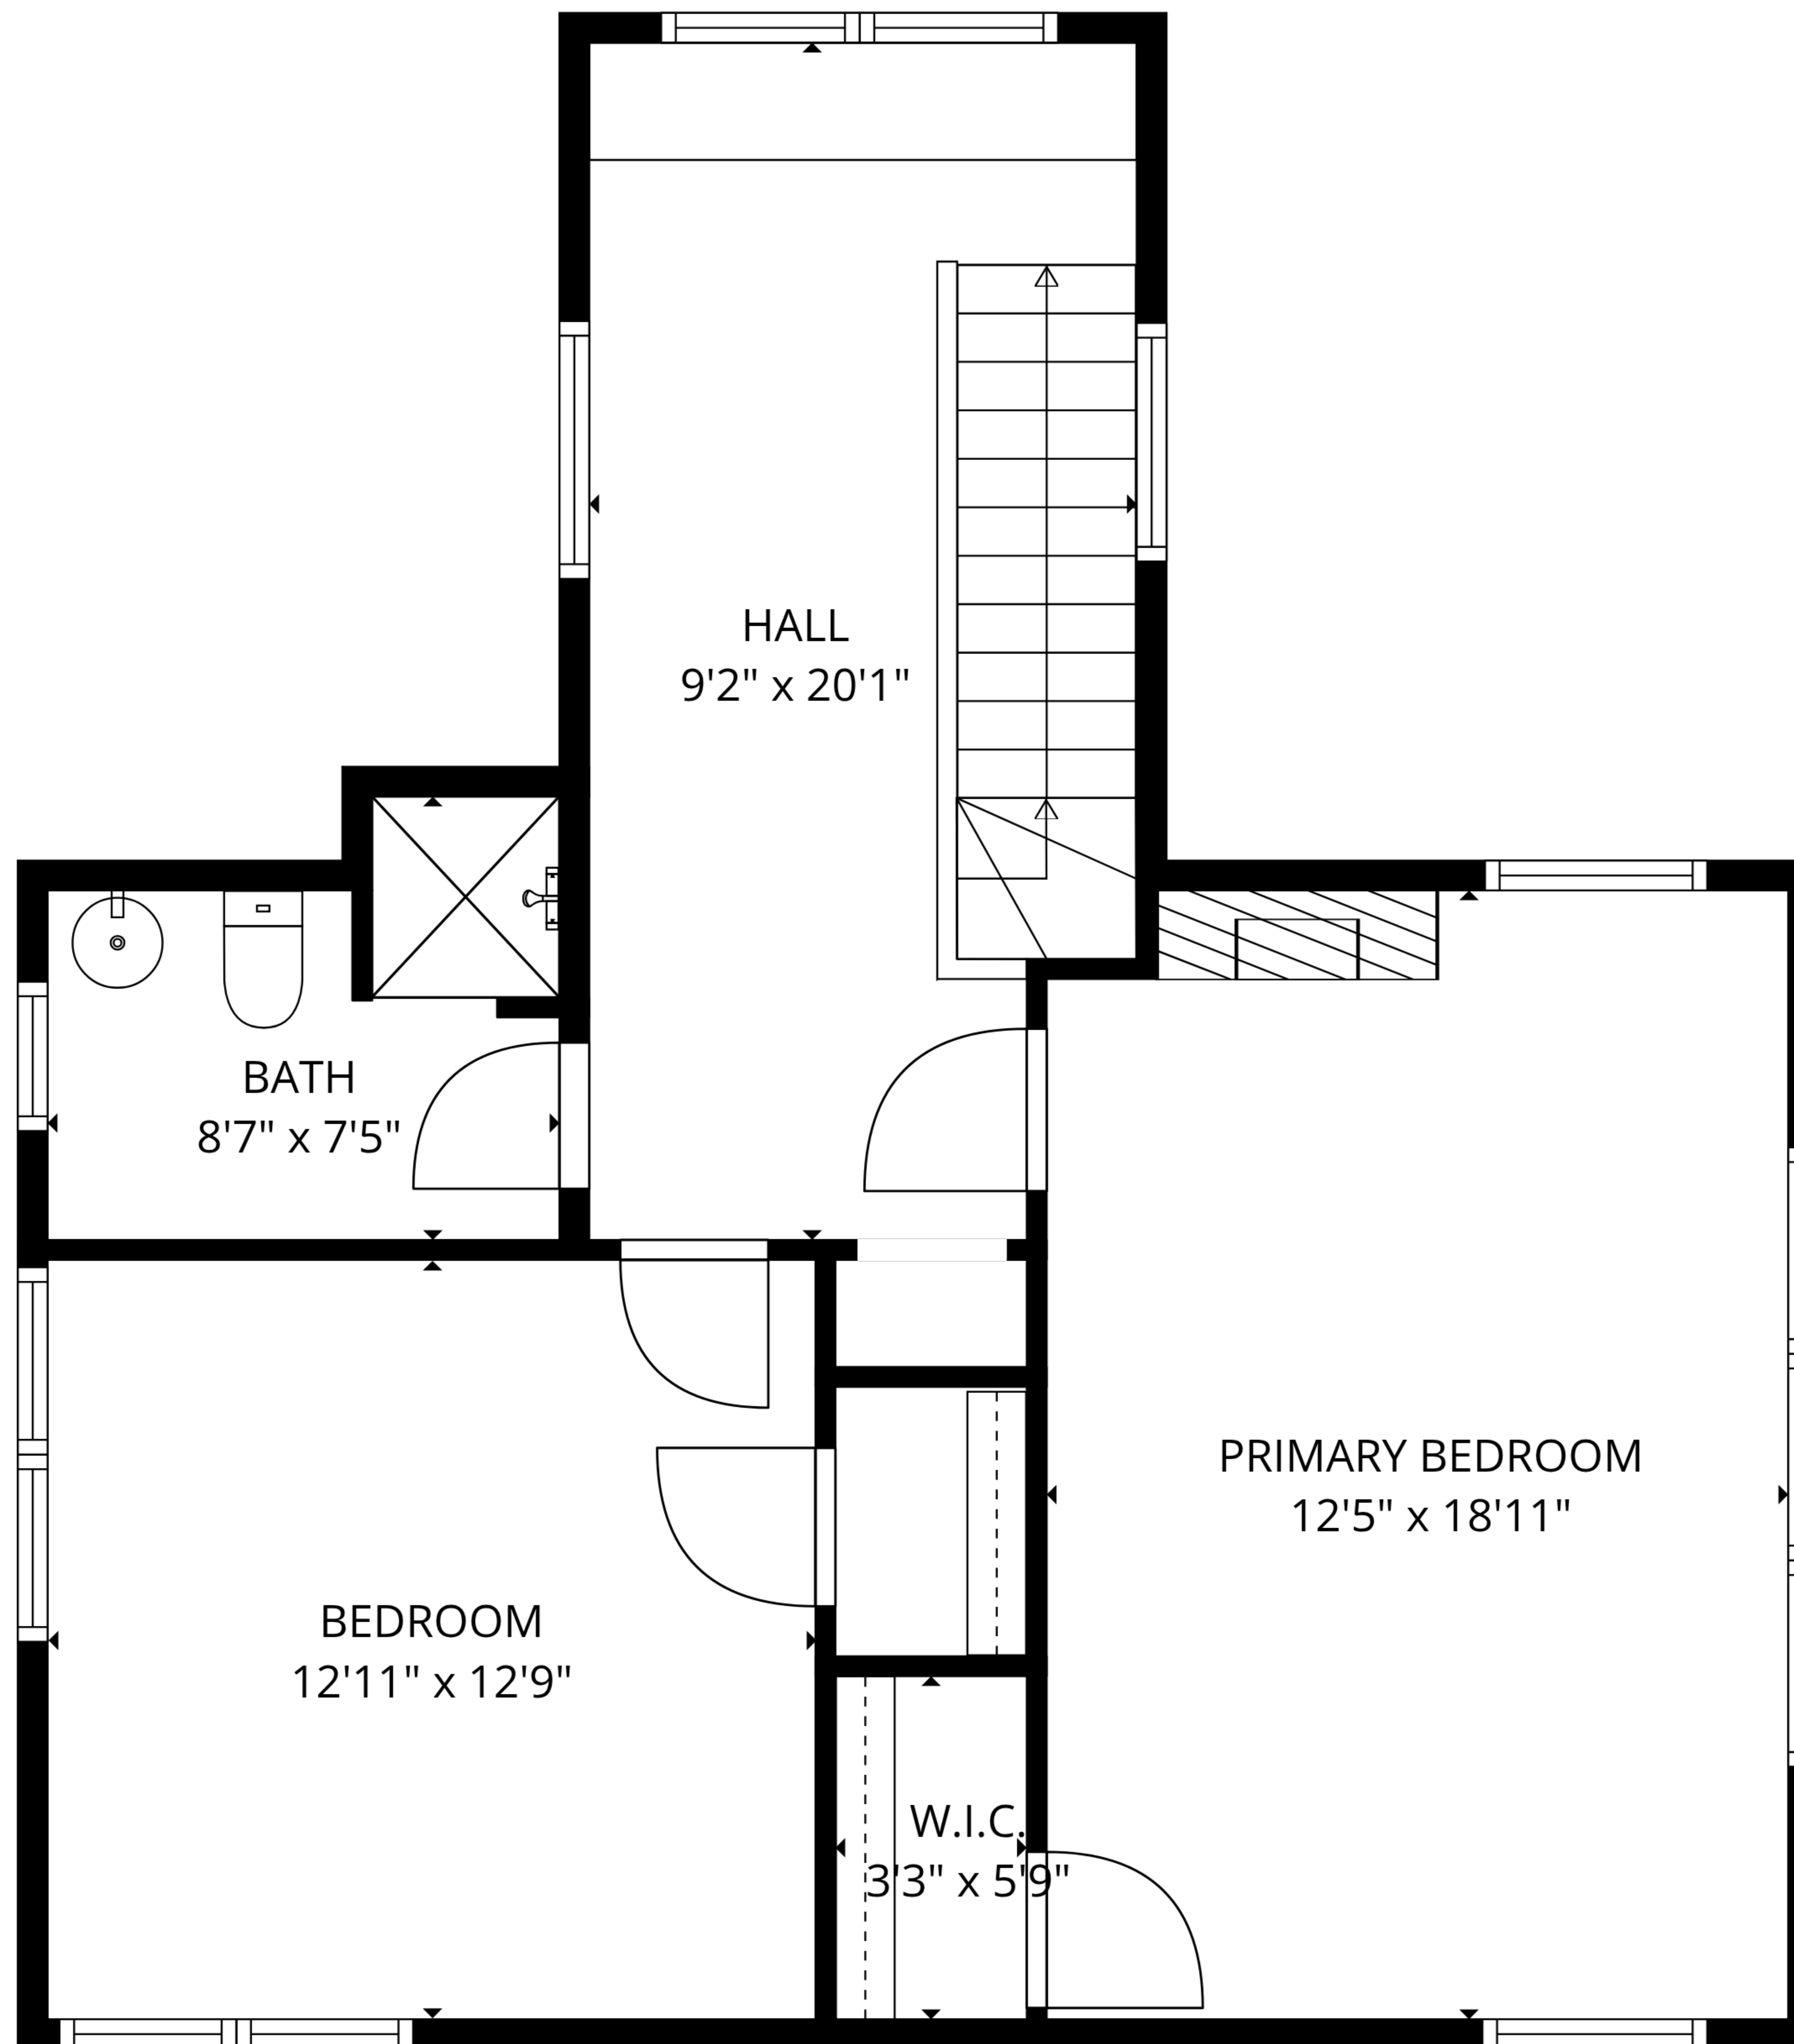 HALL
9'2" x 20'1"
BATH
8'7" x 7'5"
PRIMARY BEDROOM
12'5" x 18'11"
BEDROOM
12'11" x 12'9"
W.I.C.
3'3" x 5'9"